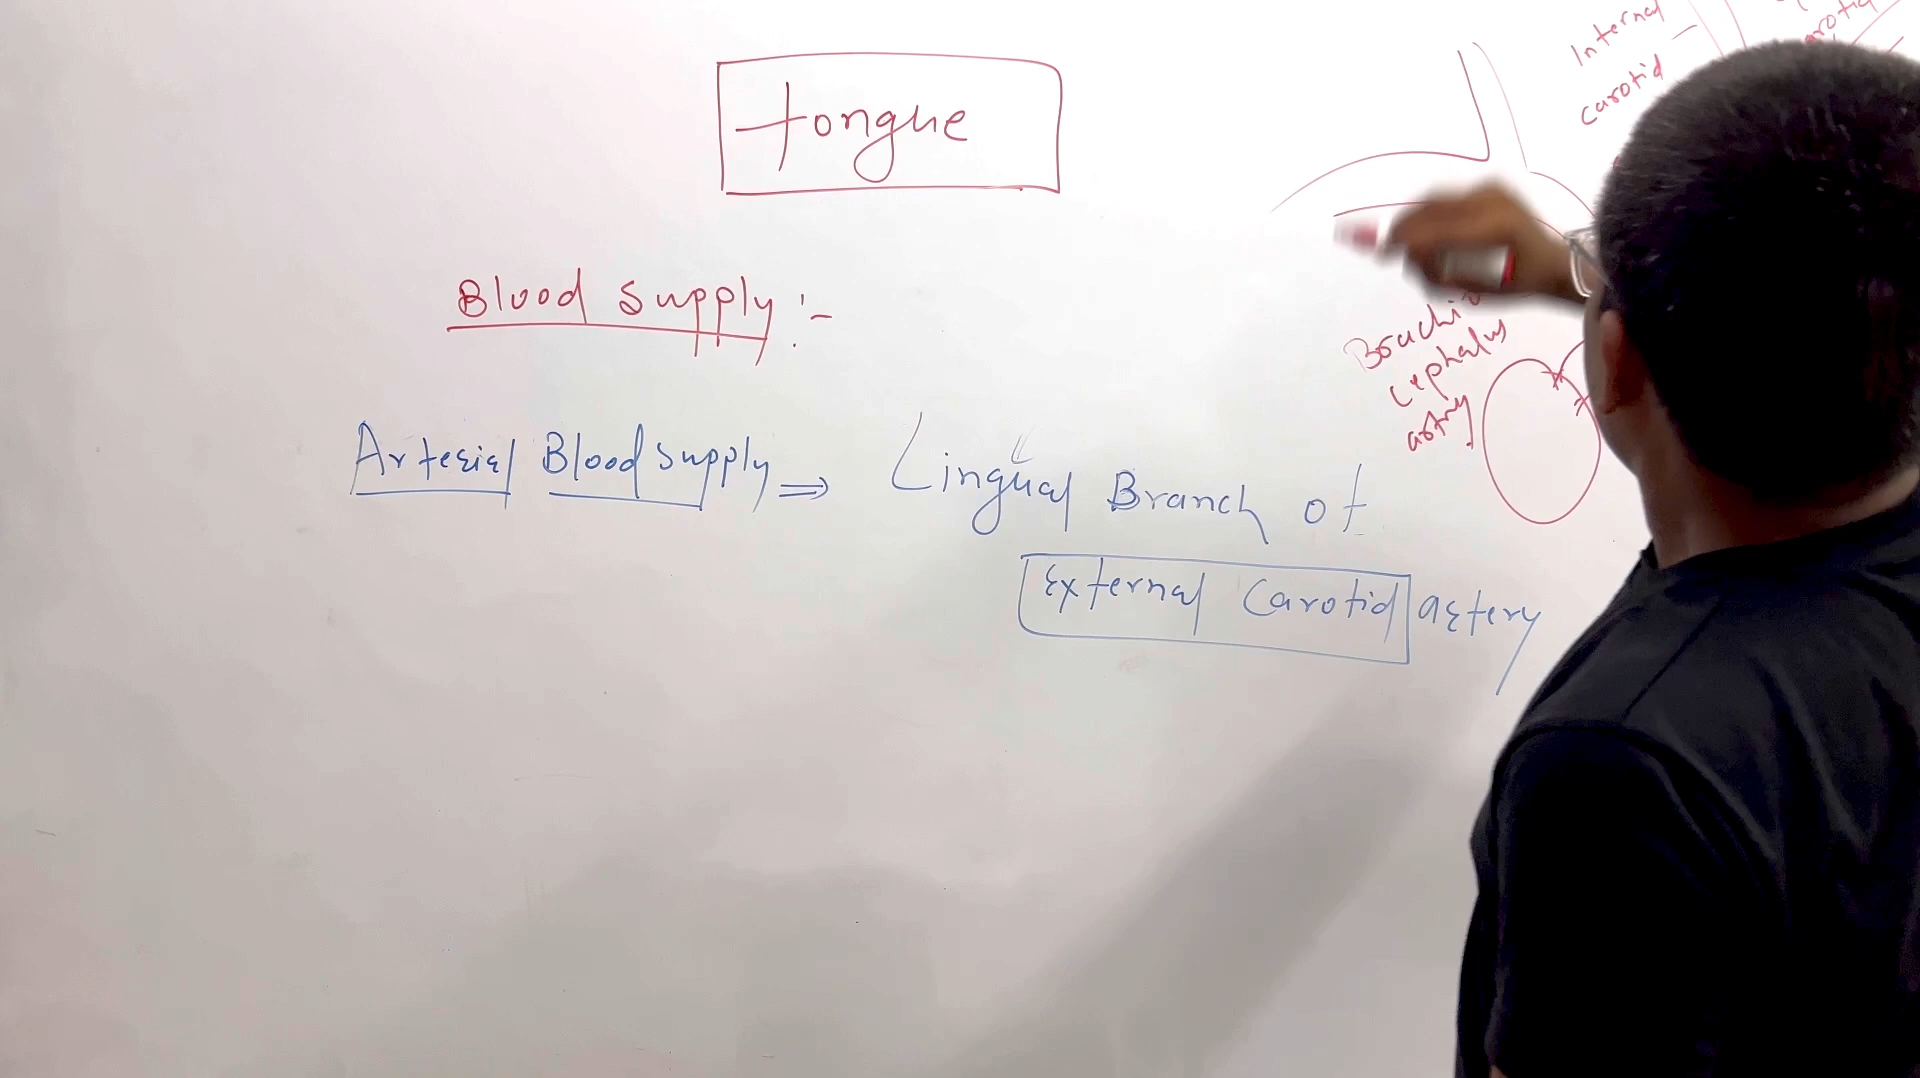 tongue
Blood supply :-
Arterial Blood supply ⇒ Lingual Branch of
External Carotid artery
Internal
carotid
cephalus
artery